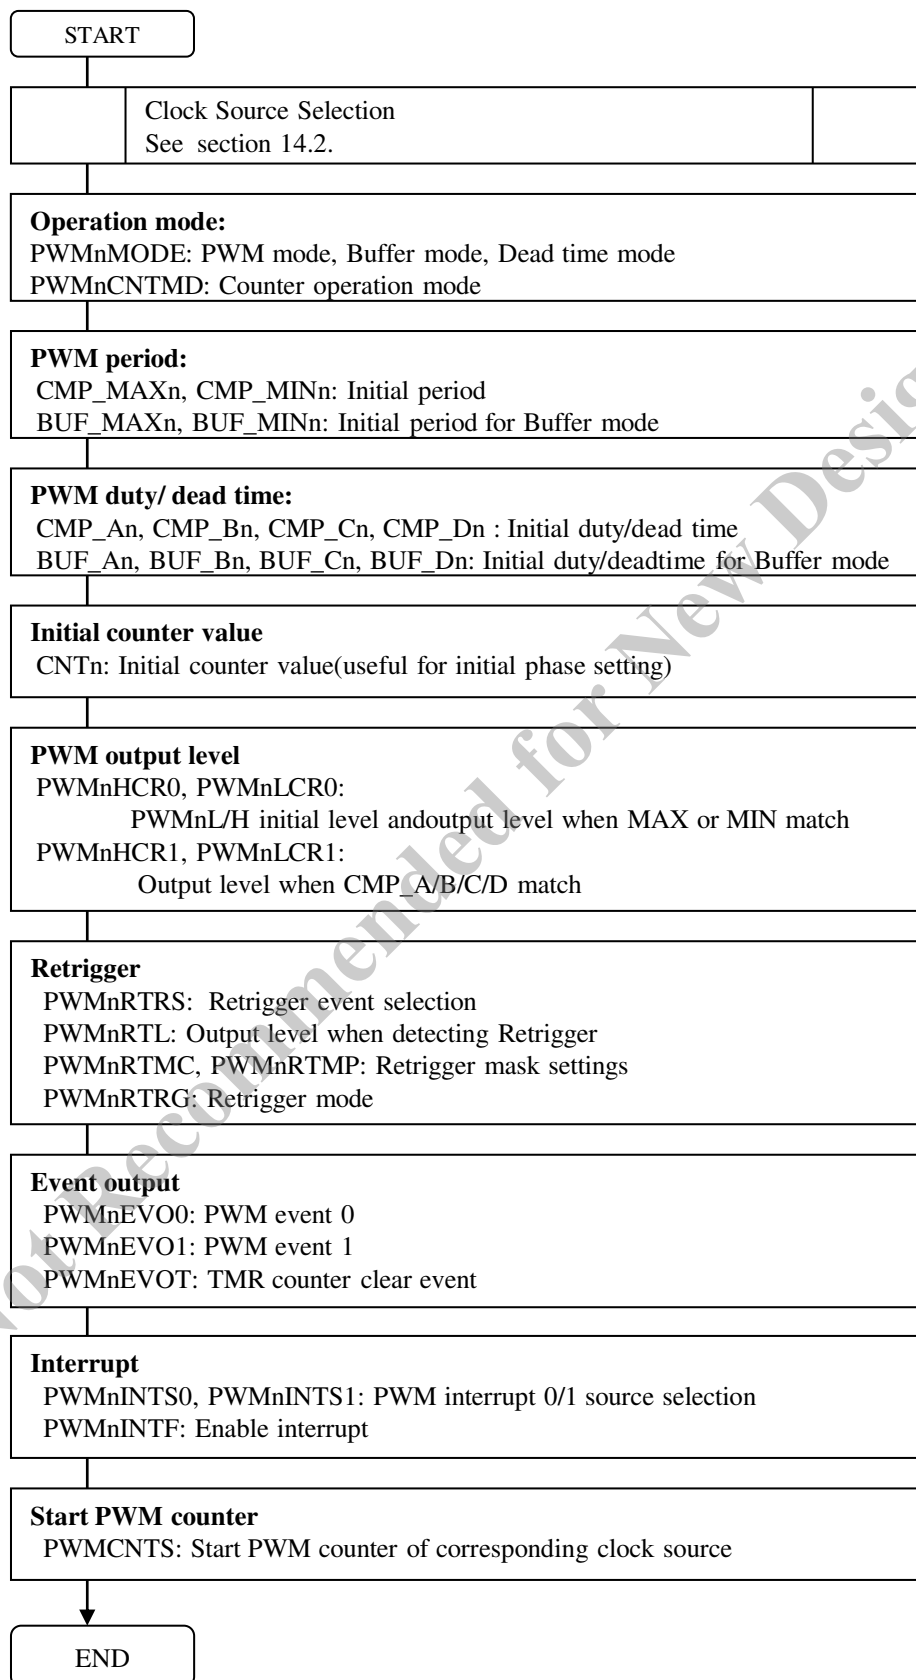 START
Clock Source Selection
See section 14.2.
Operation mode:
PWMnMODE: PWM mode, Buffer mode, Dead time mode
PWMnCNTMD: Counter operation mode
PWM period:
CMP_MAXn, CMP_MINn: Initial period
BUF_MAXn, BUF_MINn: Initial period for Buffer mode
PWM duty/ dead time:
CMP_An, CMP_Bn, CMP_Cn, CMP_Dn : Initial duty/dead time
BUF_An, BUF_Bn, BUF_Cn, BUF_Dn: Initial duty/deadtime for Buffer mode
Initial counter value
CNTn: Initial counter value(useful for initial phase setting)
PWM output level
PWMnHCR0, PWMnLCR0:
PWMnL/H initial level andoutput level when MAX or MIN match
PWMnHCR1, PWMnLCR1:
Output level when CMP_A/B/C/D match
Retrigger
PWMnRTRS: Retrigger event selection
PWMnRTL: Output level when detecting Retrigger
PWMnRTMC, PWMnRTMP: Retrigger mask settings
PWMnRTRG: Retrigger mode
Event output
PWMnEVO0: PWM event 0
PWMnEVO1: PWM event 1
PWMnEVOT: TMR counter clear event
Interrupt
PWMnINTS0, PWMnINTS1: PWM interrupt 0/1 source selection
PWMnINTF: Enable interrupt
Start PWM counter
PWMCNTS: Start PWM counter of corresponding clock source
END
Not Recommended for New Desig